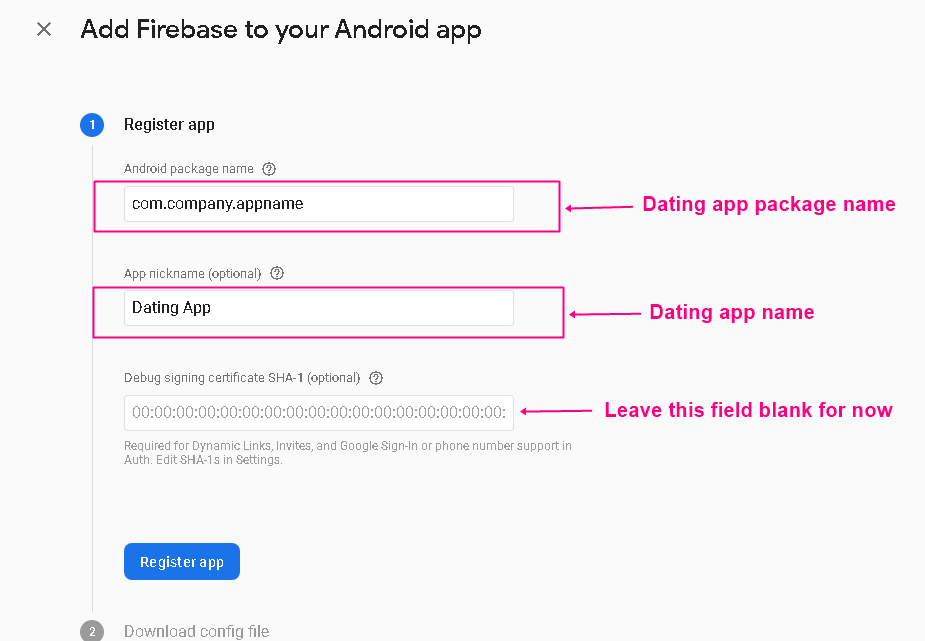 Add Firebase to your Android app
1 Register app
Android package name
com.company.appname
Dating app package name
App nickname (optional)
Dating App
Dating app name
Debug signing certificate SHA-1 (optional)
00:00:00:00:00:00:00:00:00:00:00:00:00:00:00:00:00:
Leave this field blank for now
Required for Dynamic Links, Invites, and Google Sign-In or phone number support in
Auth. Edit SHA-1s in Settings.
Register app
2 Download config file